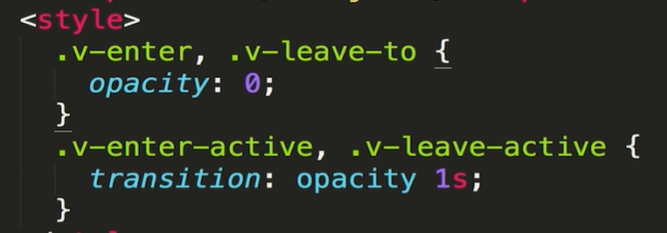 <style>
.v-enter, .v-leave-to {
opacity: 0;
}
.v-enter-active, .v-leave-active {
transition: opacity 1s;
}